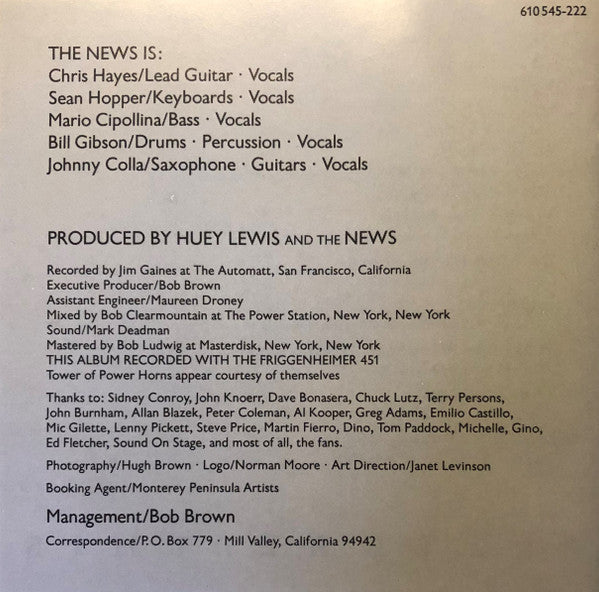 610 545-222
THE NEWS IS:
Chris Hayes/Lead Guitar · Vocals
Sean Hopper/Keyboards · Vocals
Mario Cipollina/Bass · Vocals
Bill Gibson/Drums · Percussion · Vocals
Johnny Colla/Saxophone · Guitars · Vocals
PRODUCED BY HUEY LEWIS AND THE NEWS
Recorded by Jim Gaines at The Automatt, San Francisco, California
Executive Producer/Bob Brown
Assistant Engineer/Maureen Droney
Mixed by Bob Clearmountain at The Power Station, New York, New York
Sound/Mark Deadman
Mastered by Bob Ludwig at Masterdisk, New York, New York
THIS ALBUM RECORDED WITH THE FRIGGENHEIMER 451
Tower of Power Horns appear courtesy of themselves
Thanks to: Sidney Conroy, John Knoerr, Dave Bonasera, Chuck Lutz, Terry Persons,
John Burnham, Allan Blazek, Peter Coleman, Al Kooper, Greg Adams, Emilio Castillo,
Mic Gilette, Lenny Pickett, Steve Price, Martin Fierro, Dino, Tom Paddock, Michelle, Gino,
Ed Fletcher, Sound On Stage, and most of all, the fans.
Photography/Hugh Brown · Logo/Norman Moore · Art Direction/Janet Levinson
Booking Agent/Monterey Peninsula Artists
Management/Bob Brown
Correspondence/P.O. Box 779 · Mill Valley, California 94942